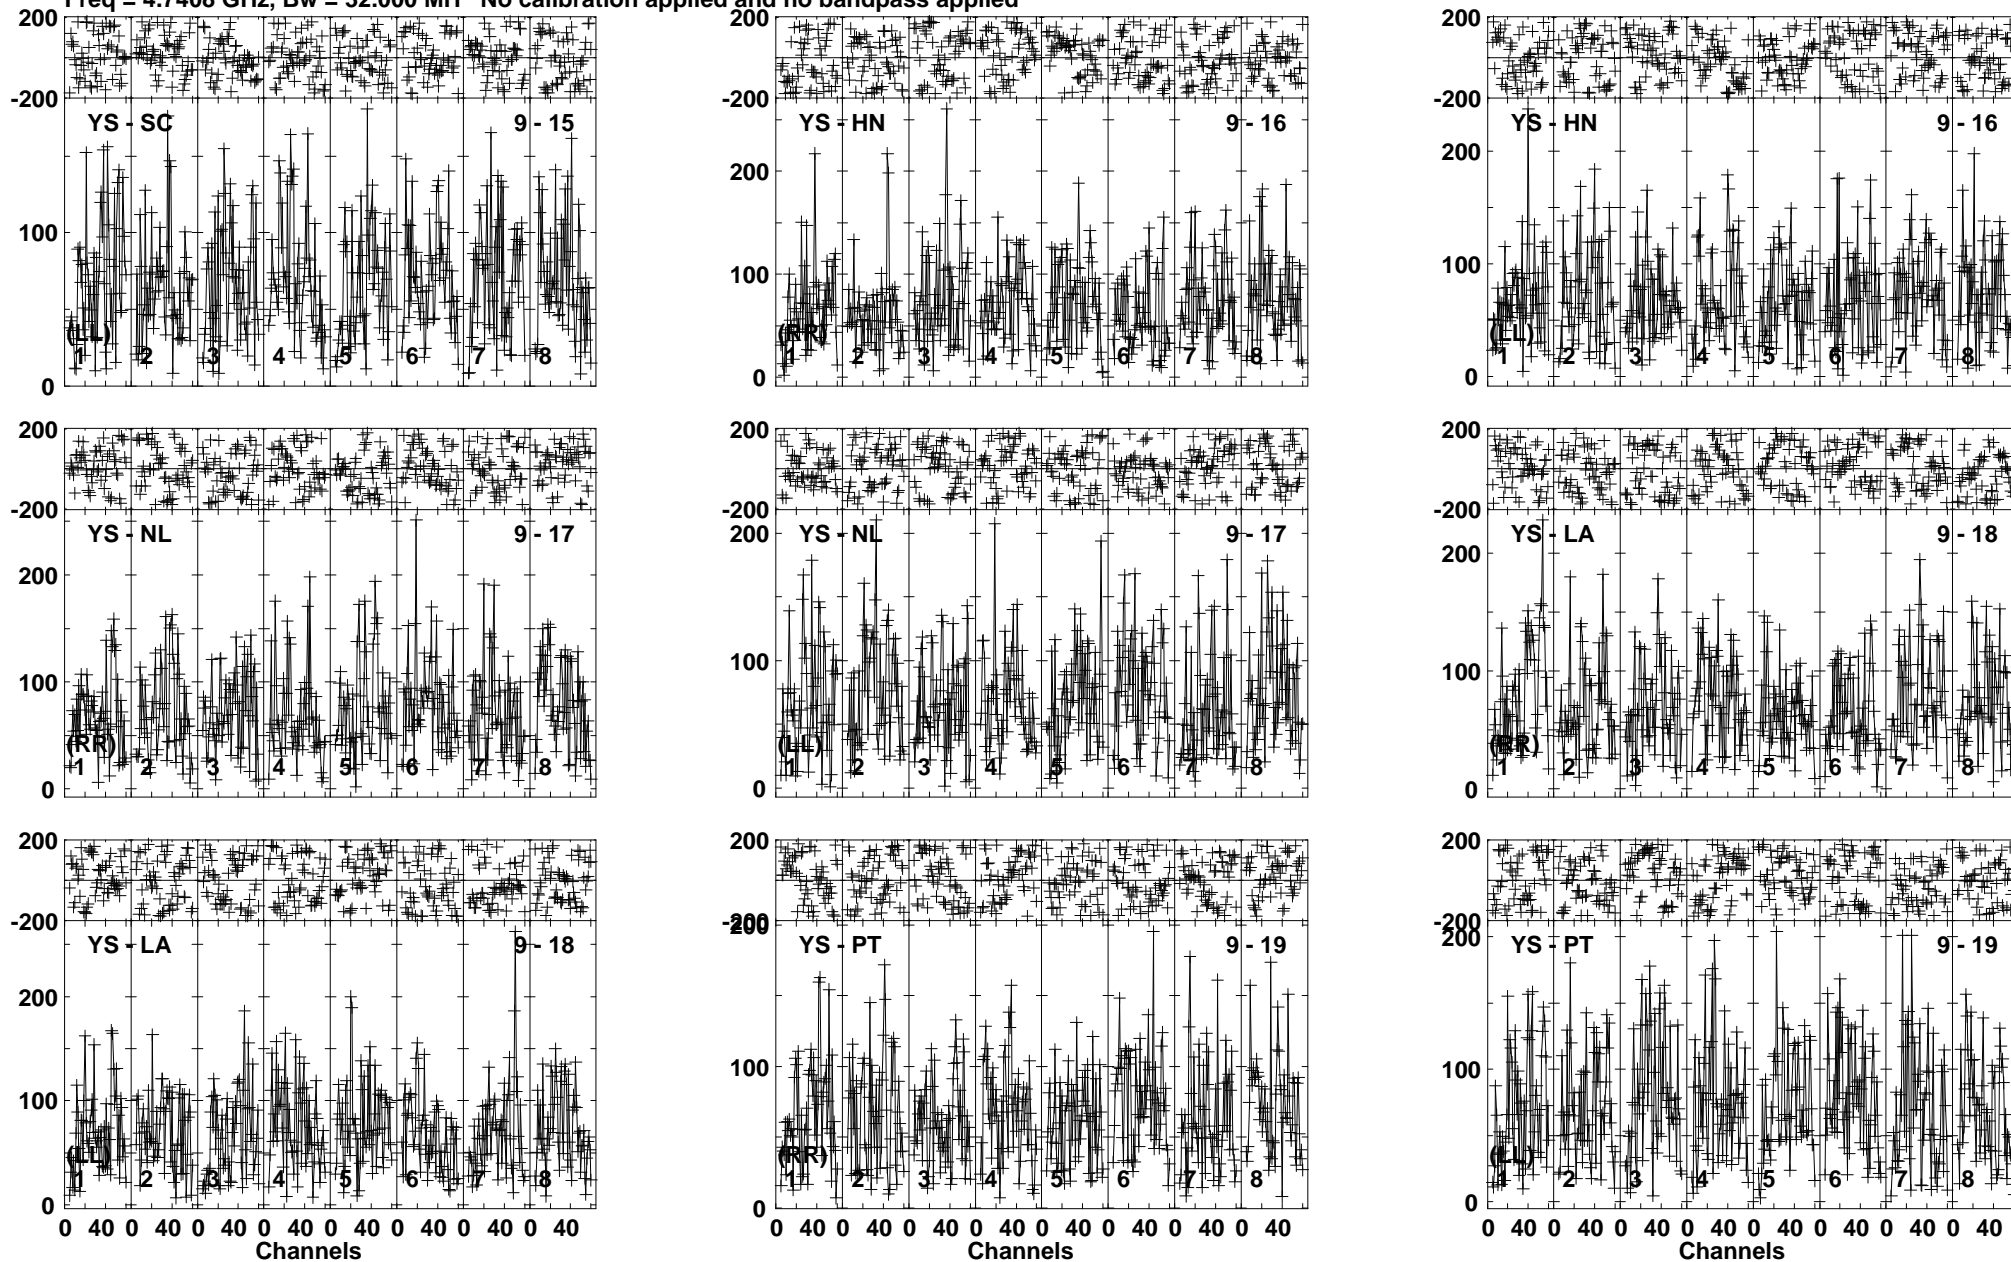 Freq = 4.7408 GHz, Bw = 32.000 MH No calibration applied and no bandpass applied
200 200 200
-200 -200 -200
YS - SC 9 - 15 YS - HN 9 - 16 YS - HN 9 - 16
200 200
100 100 100
(LL) (RR) (LL)
1 2 3 4 5 6 7 8 1 2 3 4 5 6 7 8 1 2 3 4 5 6 7 8
0 0 0
200 200 200
-200 -200 -200
YS - NL 9 - 17 YS - NL 9 - 17 YS - LA 9 - 18
200 200 200
100 100 100
(RR) (LL) (RR)
1 2 3 4 5 6 7 8 1 2 3 4 5 6 7 8 1 2 3 4 5 6 7 8
0 0 0
200 200 200
-200 -200 -200
YS - LA 9 - 18 YS - PT 9 - 19 YS - PT 9 - 19
200 200 200
100 100 100
(LL) (RR) (LL)
1 2 3 4 5 6 7 8 1 2 3 4 5 6 7 8 1 2 3 4 5 6 7 8
0 0 0
0 40 0 40 0 40 0 40 0 40 0 40 0 40 0 40 0 40 0 40 0 40 0 40 0 40 0 40 0 40 0 40 0 40 0 40 0 40 0 40 0 40 0 40 0 40 0 40
Channels Channels Channels